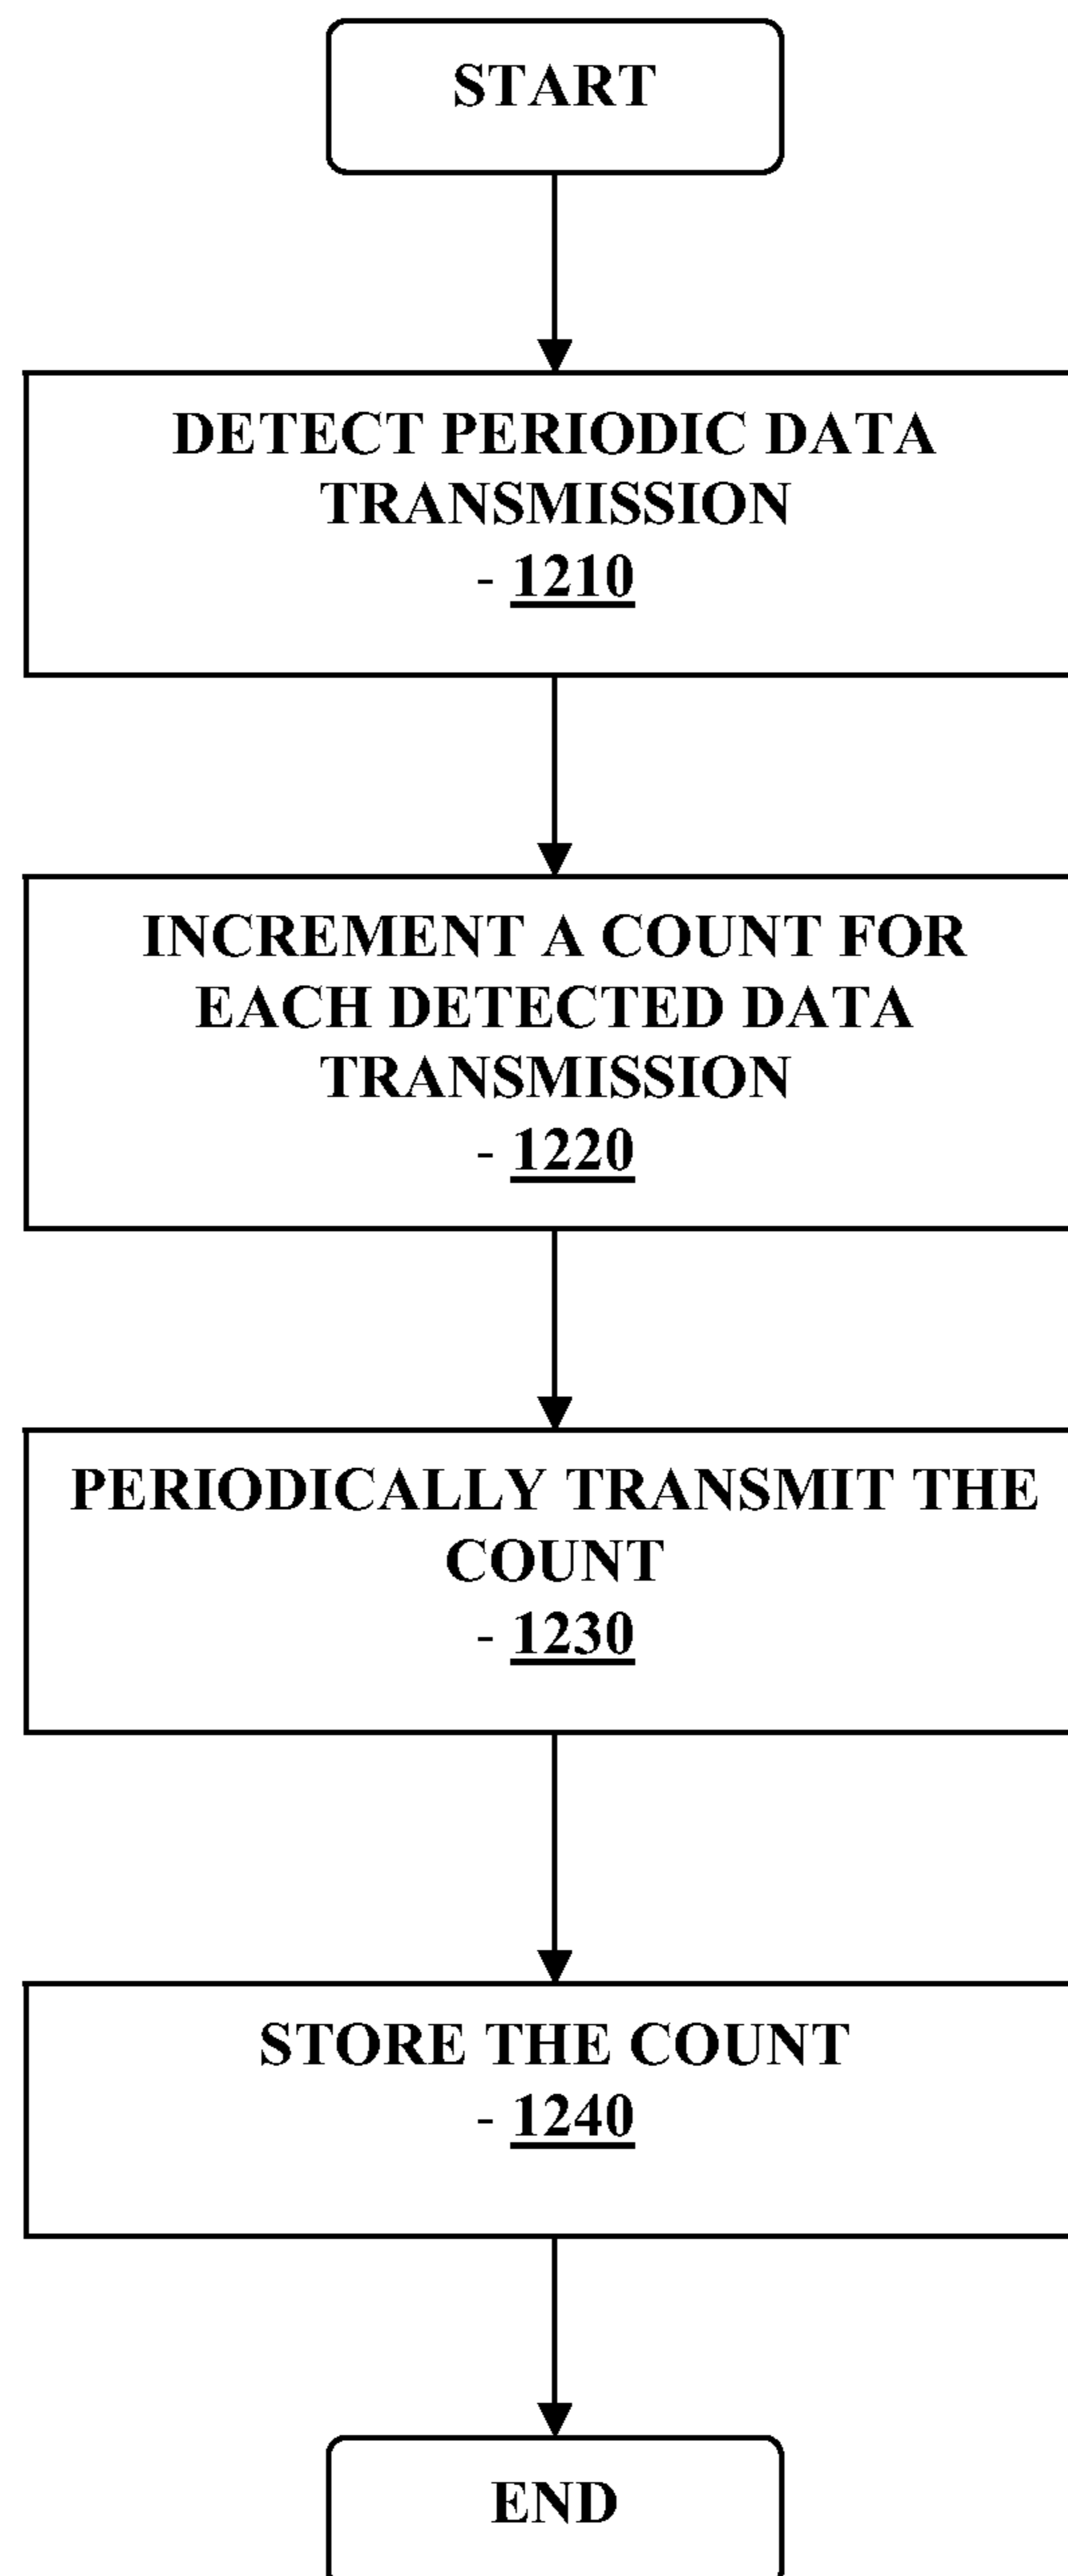 START
DETECT PERIODIC DATA
TRANSMISSION
- 1210
INCREMENT A COUNT FOR
EACH DETECTED DATA
TRANSMISSION
- 1220
PERIODICALLY TRANSMIT THE
COUNT
- 1230
STORE THE COUNT
- 1240
END